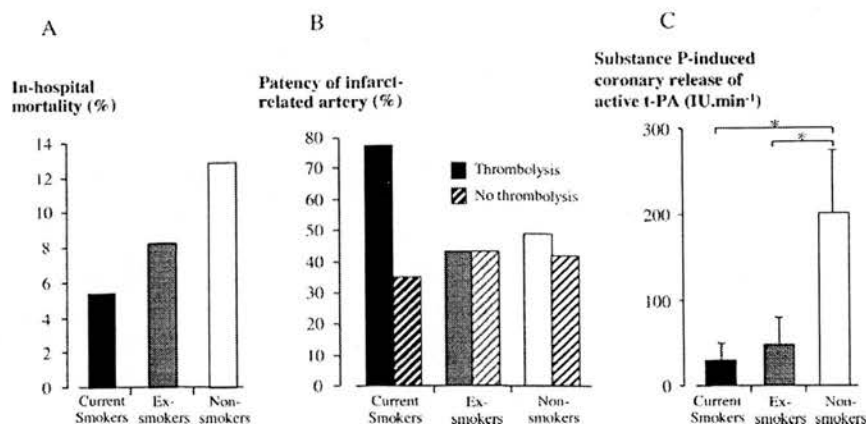 A
In-hospital
mortality (%)
14
12
10
8
6
4
2
0
Current
Smokers
Ex-
smokers
Non-
smokers
B
Patency of infarct-
related artery (%)
80
70
60
50
40
30
20
10
0
Thrombolysis
No thrombolysis
Current
Smokers
Ex-
smokers
Non-
smokers
C
Substance P-induced
coronary release of
active t-PA (IU.min-1)
300
200
100
0
*
*
Current
Smokers
Ex-
smokers
Non-
smokers